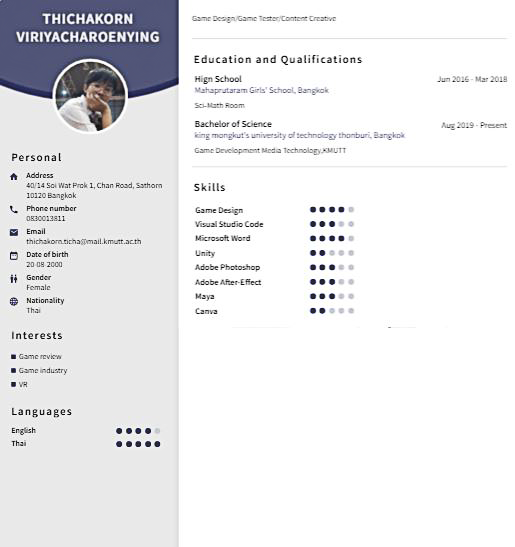 THICHAKORN
VIRIYACHAROENYING
Personal
Address
40/14 Soi Wat Prok 1, Chan Road, Sathorn
10120 Bangkok
Phone number
0830013811
Email
thichakorn.ticha@mail.kmutt.ac.th
Date of birth
20-08-2000
Gender
Female
Nationality
Thai
Interests
Game review
Game industry
VR
Languages
English
Thai
Game Design/Game Tester/Content Creative
Education and Qualifications
Hign School
Jun 2016 - Mar 2018
Mahaprutaram Girls' School, Bangkok
Sci-Math Room
Bachelor of Science
Aug 2019 - Present
king mongkut's university of technology thonburi, Bangkok
Game Development Media Technology,KMUTT
Skills
Game Design
Visual Studio Code
Microsoft Word
Unity
Adobe Photoshop
Adobe After-Effect
Maya
Canva